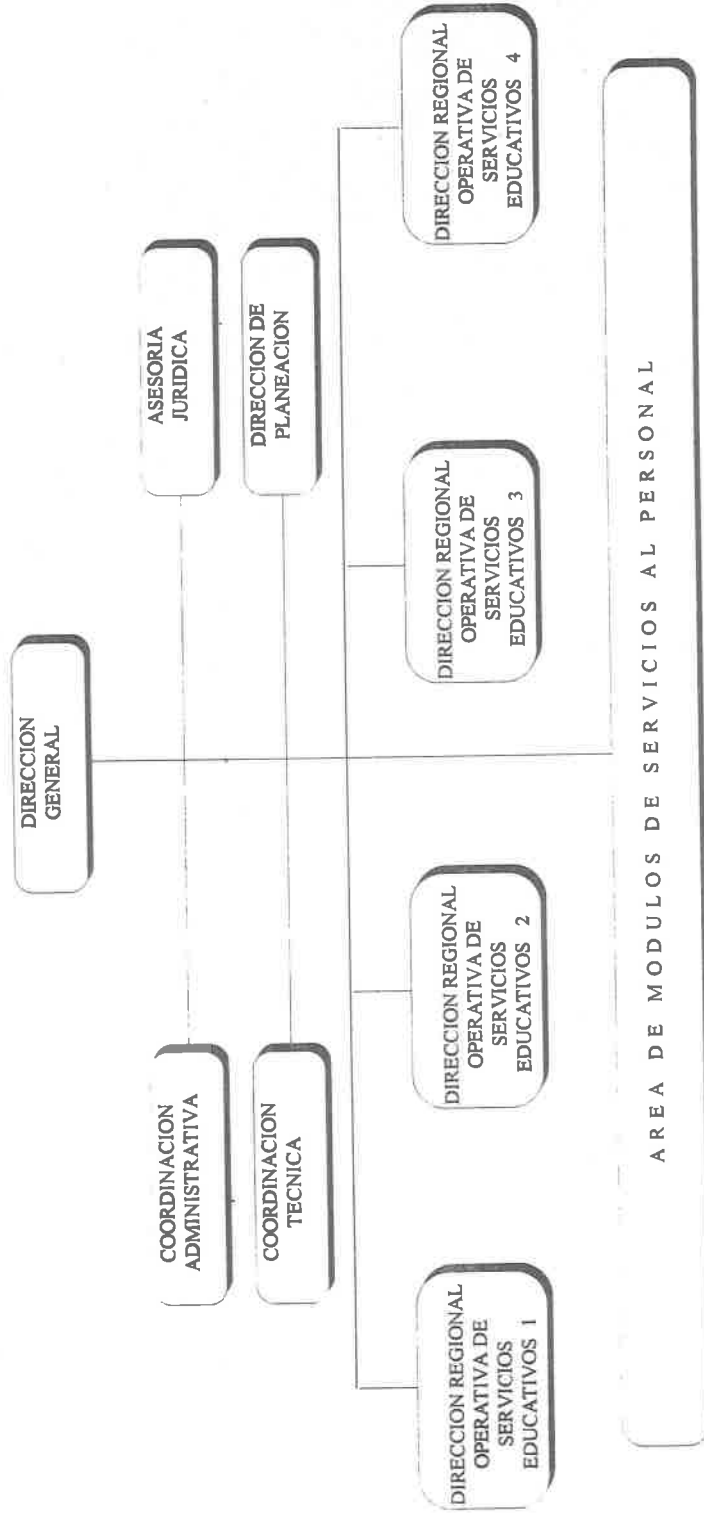 DIRECCION
GENERAL
COORDINACION
ADMINISTRATIVA
ASESORIA
JURIDICA
COORDINACION
TECNICA
DIRECCION DE
PLANEACION
DIRECCION REGIONAL
OPERATIVA DE
SERVICIOS
EDUCATIVOS 1
DIRECCION REGIONAL
OPERATIVA DE
SERVICIOS
EDUCATIVOS 2
DIRECCION REGIONAL
OPERATIVA DE
SERVICIOS
EDUCATIVOS 3
DIRECCION REGIONAL
OPERATIVA DE
SERVICIOS
EDUCATIVOS 4
AREA DE MODULOS DE SERVICIOS AL PERSONAL